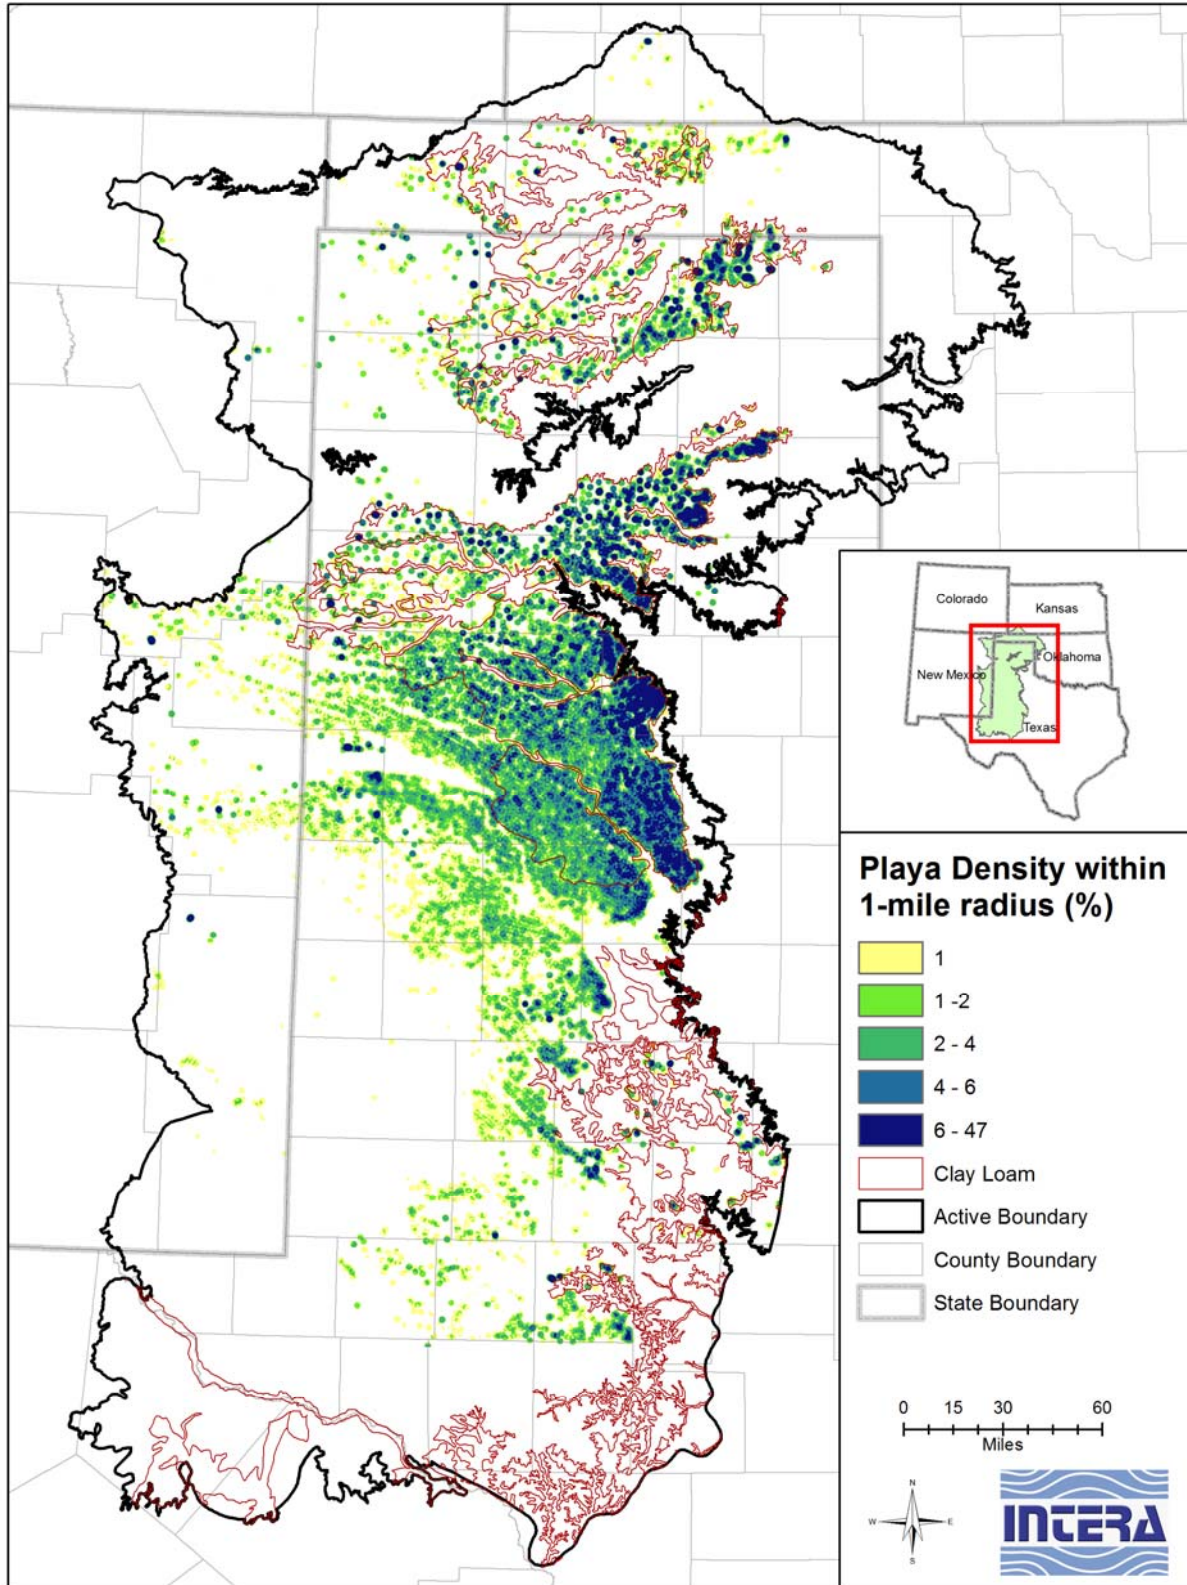 Colorado
Kansas
New Mexico
Oklahoma
Texas
Playa Density within
1-mile radius (%)
1
1 -2
2 - 4
4 - 6
6 - 47
Clay Loam
Active Boundary
County Boundary
State Boundary
0 15 30 60
Miles
N
W E
S
INTERA